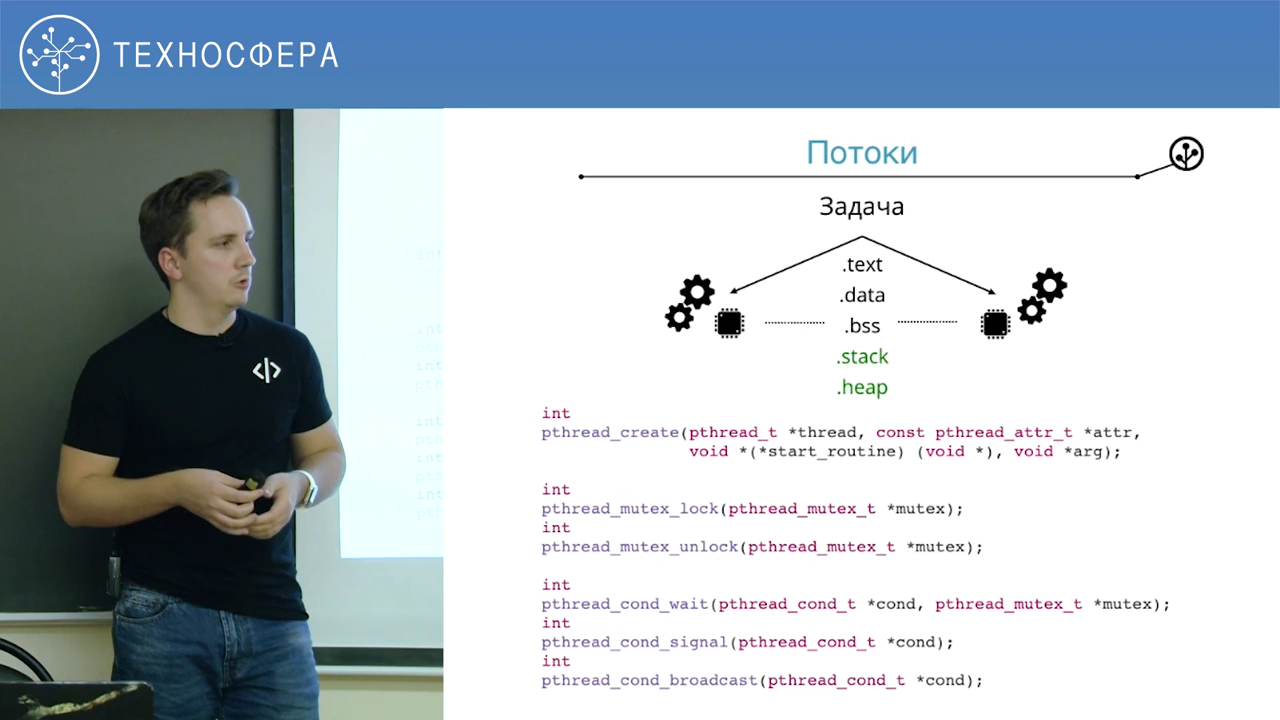 ТЕХНОСФЕРА
</>
Потоки
Задача
.text
.data
.bss
.stack
.heap
int
pthread_create(pthread_t *thread, const pthread_attr_t *attr,
void *(*start_routine) (void *), void *arg);
int
pthread_mutex_lock(pthread_mutex_t *mutex);
int
pthread_mutex_unlock(pthread_mutex_t *mutex);
int
pthread_cond_wait(pthread_cond_t *cond, pthread_mutex_t *mutex);
int
pthread_cond_signal(pthread_cond_t *cond);
int
pthread_cond_broadcast(pthread_cond_t *cond);